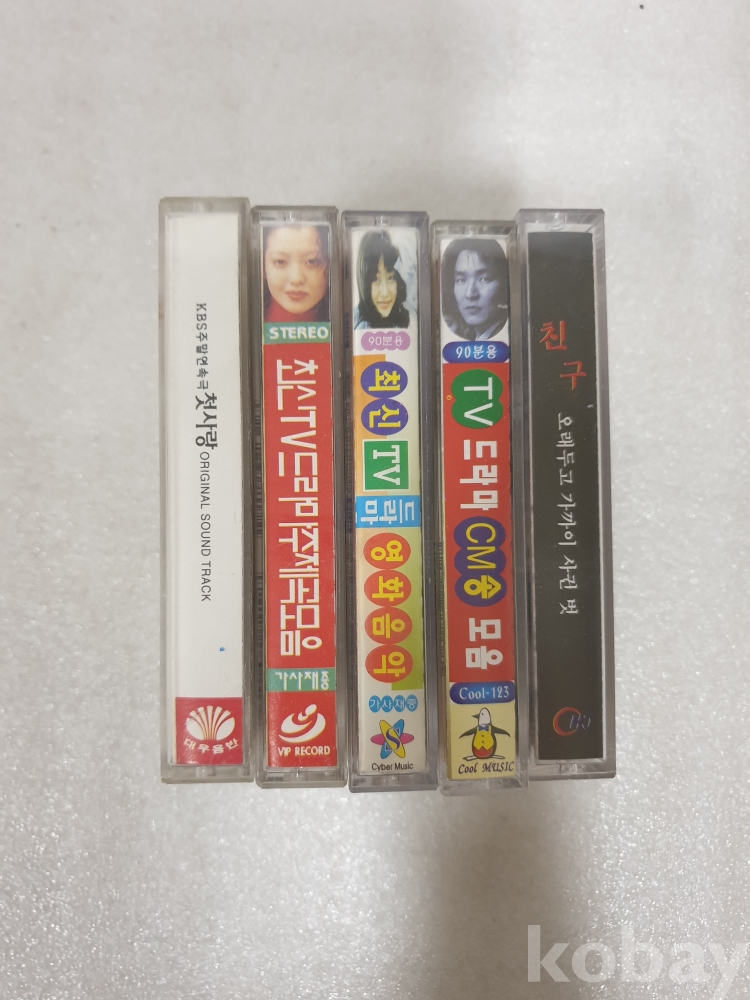 KBS주말연속극 첫사랑 ORIGINAL SOUND TRACK
대우음반
STEREO
최신TV드라마주제곡모음
가사재중
VIP RECORD
90분용
최신 TV 드라마 영화음악
가사재중
Cyber Music
90분용
TV 드라마 CM송 모음
Cool-123
Cool MUSIC
친구
오래두고 가까이 사귄 벗
kobay